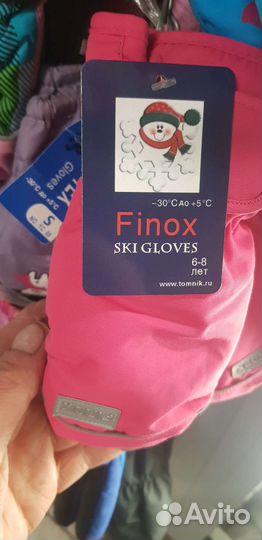 −30°C до +5°C
Finox
SKI GLOVES
6-8
лет
www.tomnik.ru
Gloves
S
Avito